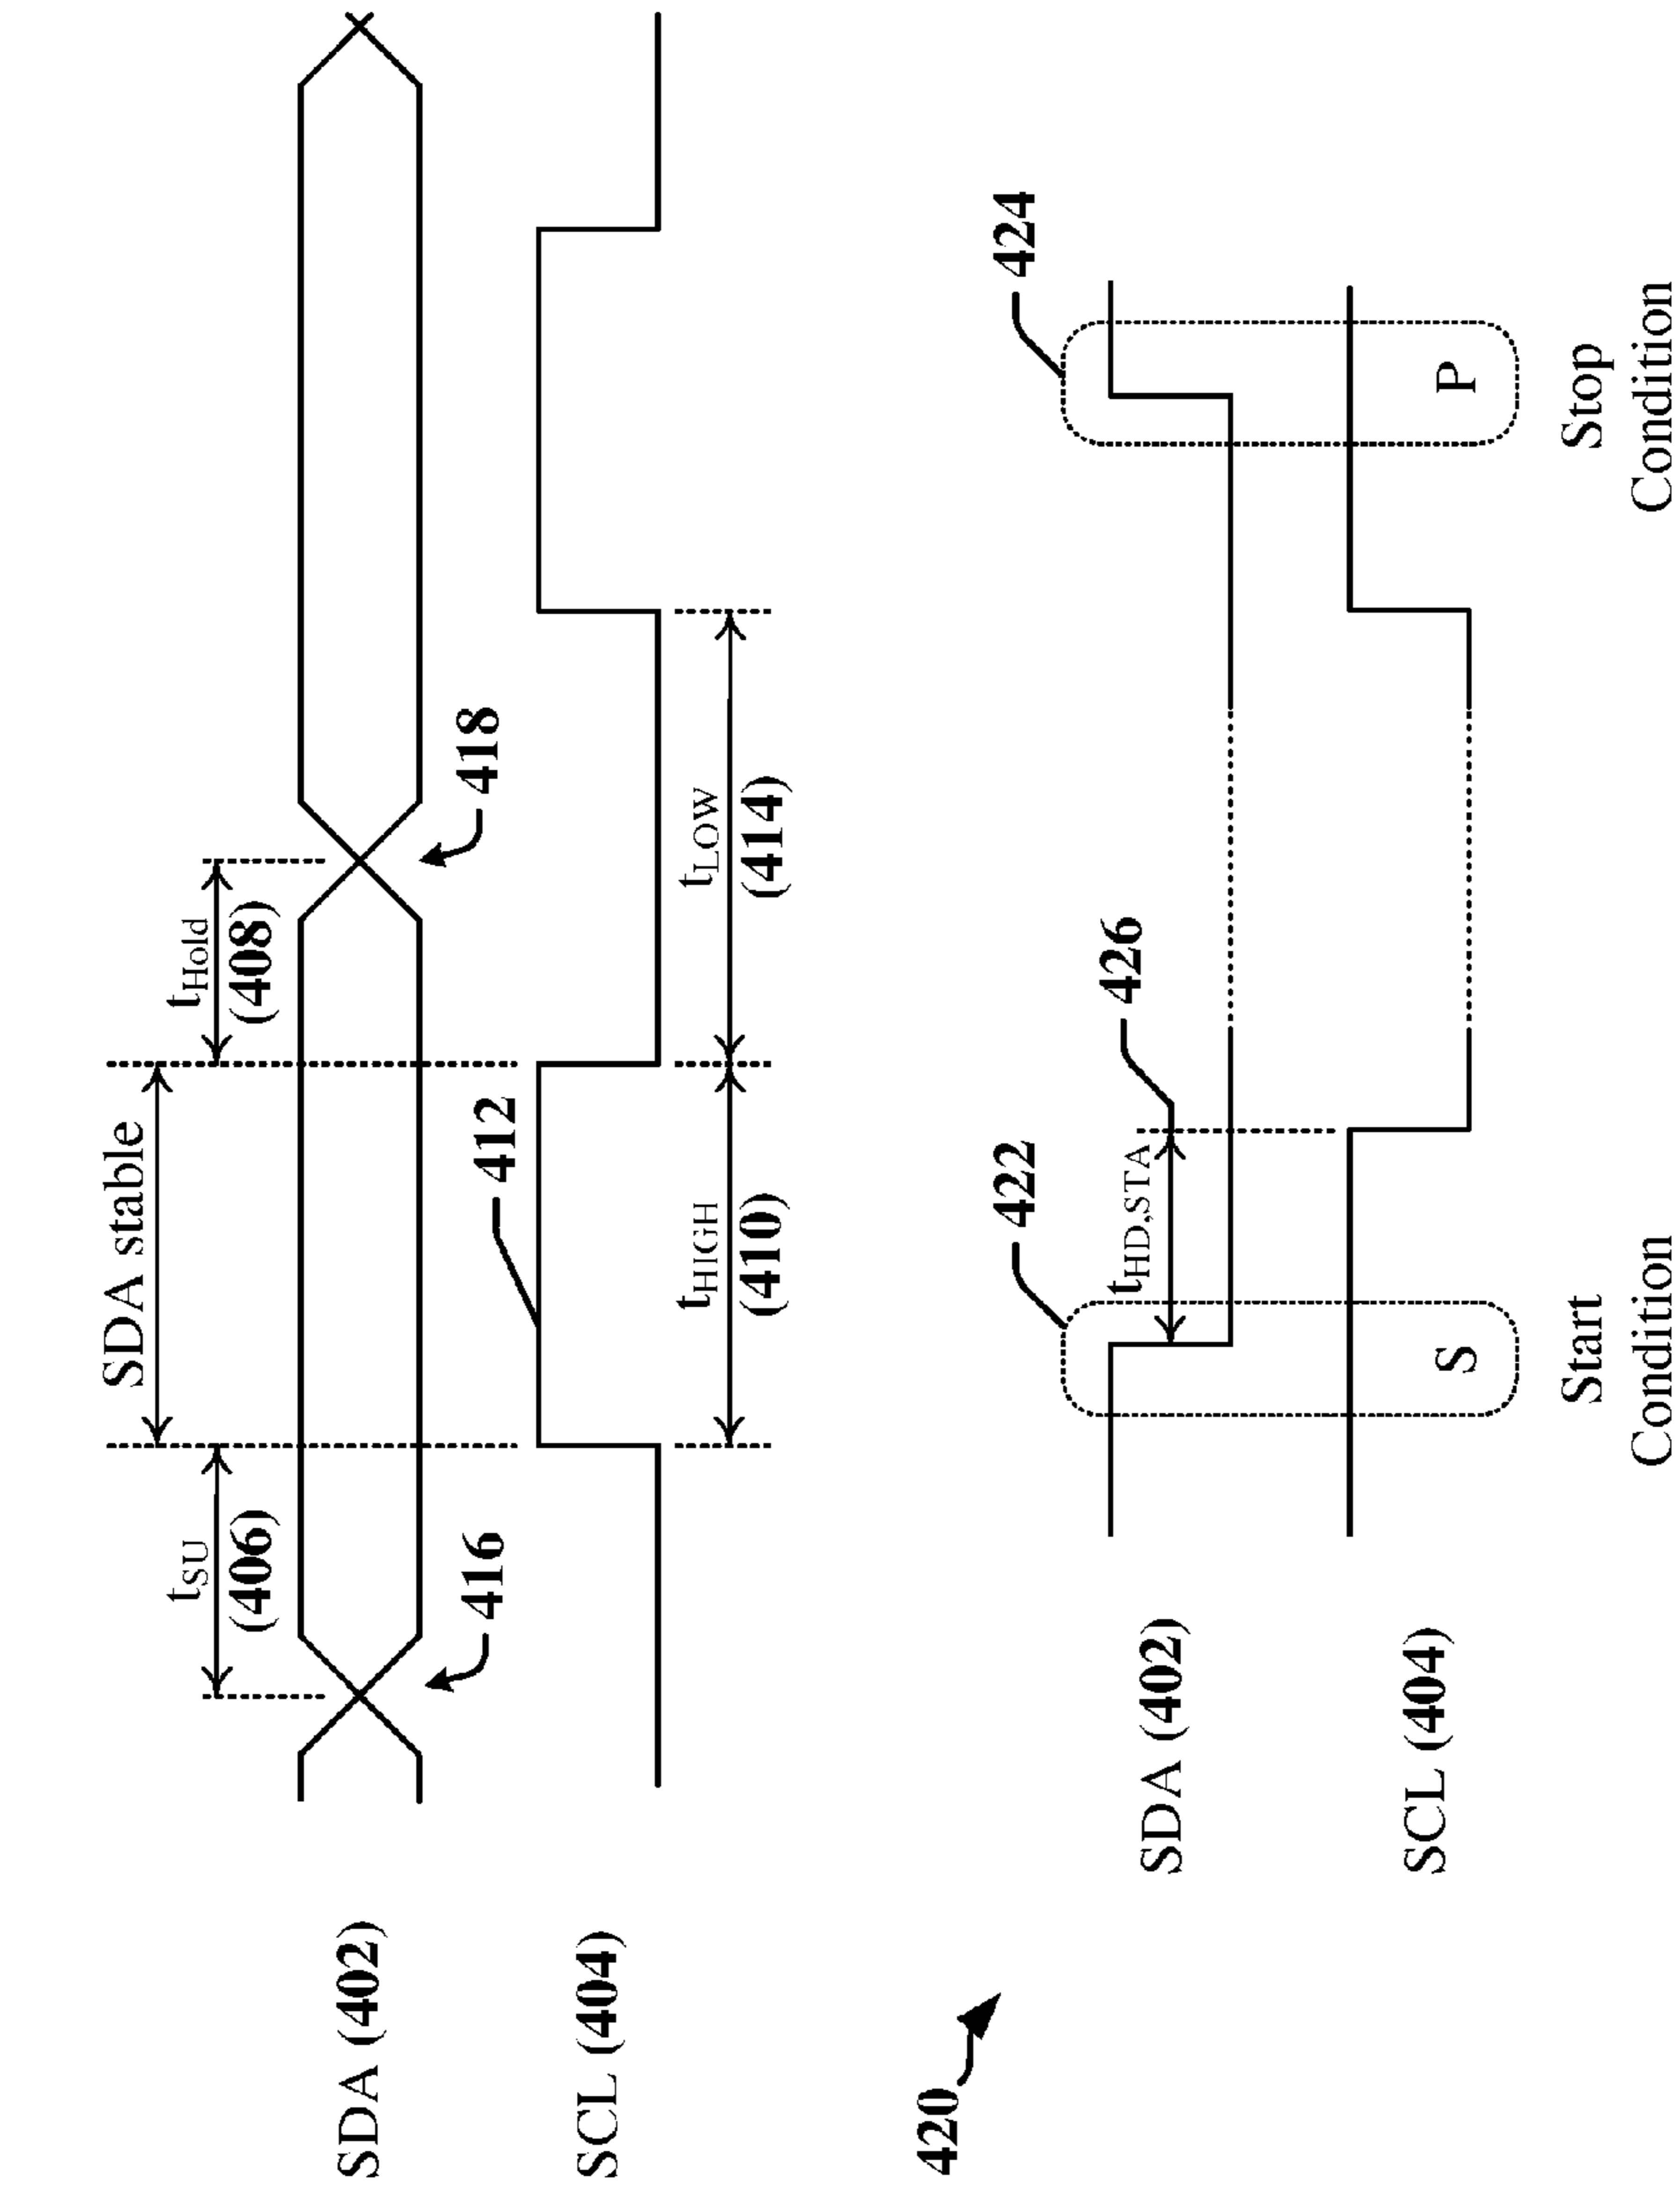 SDA stable
tSU
(406)
tHold
(408)
SDA (402)
416
418
412
SCL (404)
tHIGH
(410)
tLOW
(414)
420
422
424
tHD,STA
426
SDA (402)
SCL (404)
S
P
Start
Condition
Stop
Condition